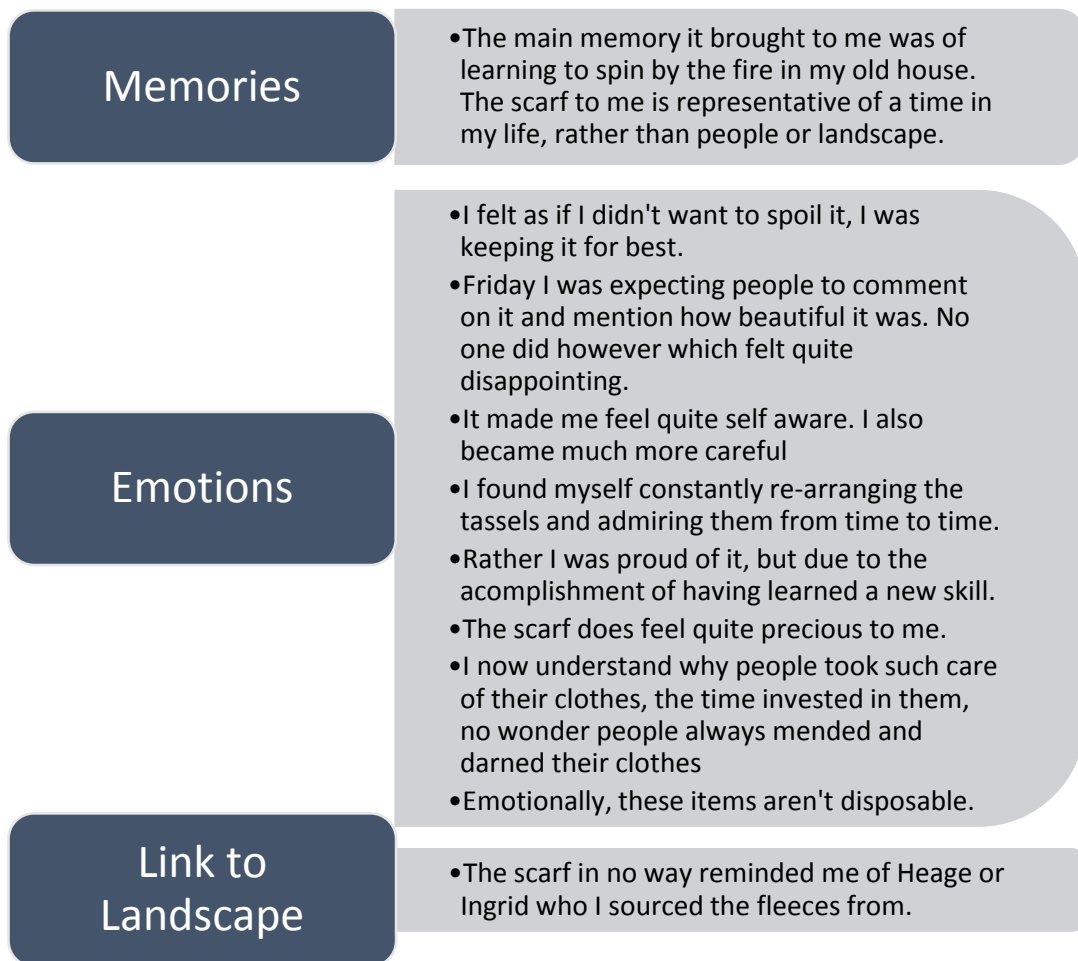 Memories
•The main memory it brought to me was of
learning to spin by the fire in my old house.
The scarf to me is representative of a time in
my life, rather than people or landscape.
Emotions
•I felt as if I didn't want to spoil it, I was
keeping it for best.
•Friday I was expecting people to comment
on it and mention how beautiful it was. No
one did however which felt quite
disappointing.
•It made me feel quite self aware. I also
became much more careful
•I found myself constantly re-arranging the
tassels and admiring them from time to time.
•Rather I was proud of it, but due to the
acomplishment of having learned a new skill.
•The scarf does feel quite precious to me.
•I now understand why people took such care
of their clothes, the time invested in them,
no wonder people always mended and
darned their clothes
•Emotionally, these items aren't disposable.
Link to
Landscape
•The scarf in no way reminded me of Heage or
Ingrid who I sourced the fleeces from.